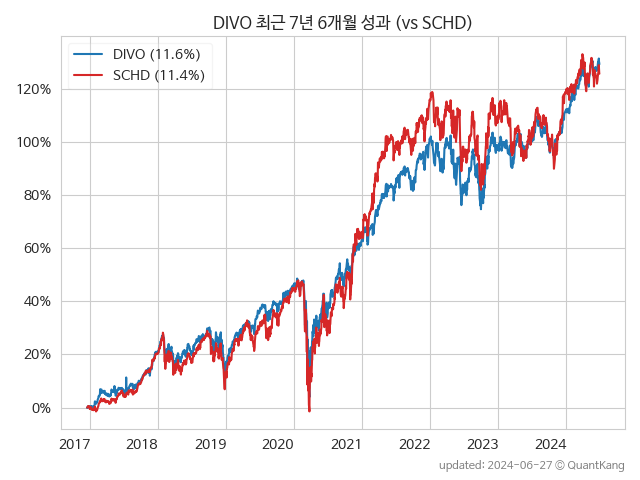 DIVO 최근 7년 6개월 성과 (vs SCHD)
DIVO (11.6%)
SCHD (11.4%)
120%
100%
80%
60%
40%
20%
0%
2017 2018 2019 2020 2021 2022 2023 2024
updated: 2024-06-27 © QuantKang